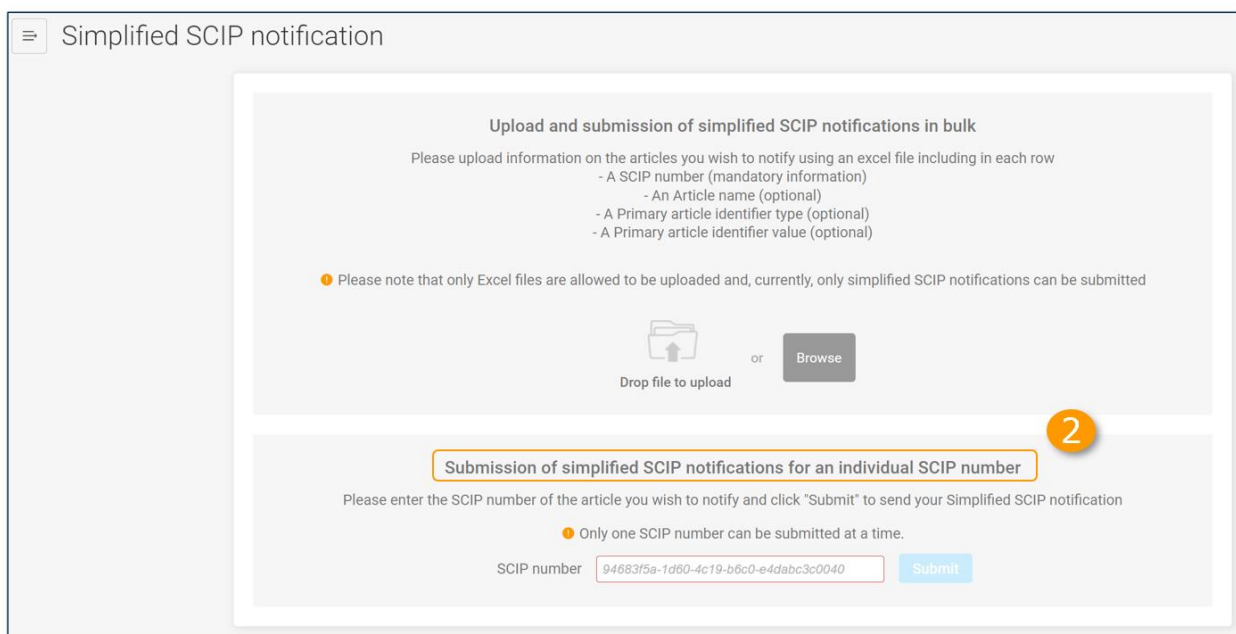 Simplified SCIP notification
Upload and submission of simplified SCIP notifications in bulk
Please upload information on the articles you wish to notify using an excel file including in each row
- A SCIP number (mandatory information)
- An Article name (optional)
- A Primary article identifier type (optional)
- A Primary article identifier value (optional)
Please note that only Excel files are allowed to be uploaded and, currently, only simplified SCIP notifications can be submitted
Drop file to upload
or
Browse
2
Submission of simplified SCIP notifications for an individual SCIP number
Please enter the SCIP number of the article you wish to notify and click "Submit" to send your Simplified SCIP notification
Only one SCIP number can be submitted at a time.
SCIP number 94683f5a-1d60-4c19-b6c0-e4dabc3c0040 Submit